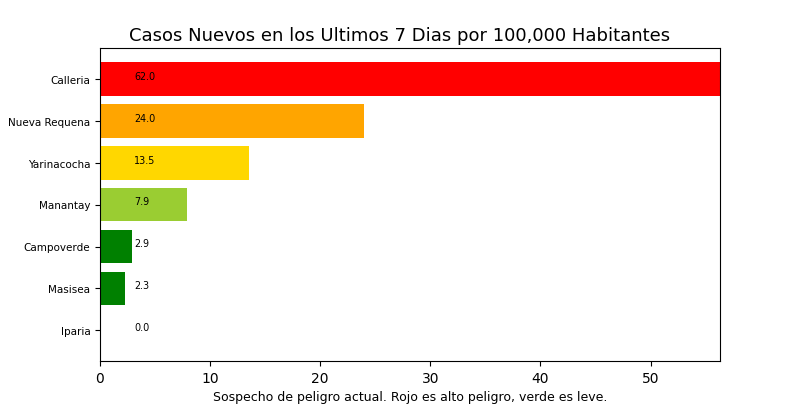 Casos Nuevos en los Ultimos 7 Dias por 100,000 Habitantes
Calleria 62.0
Nueva Requena 24.0
Yarinacocha 13.5
Manantay 7.9
Campoverde 2.9
Masisea 2.3
Iparia 0.0
0 10 20 30 40 50
Sospecho de peligro actual. Rojo es alto peligro, verde es leve.